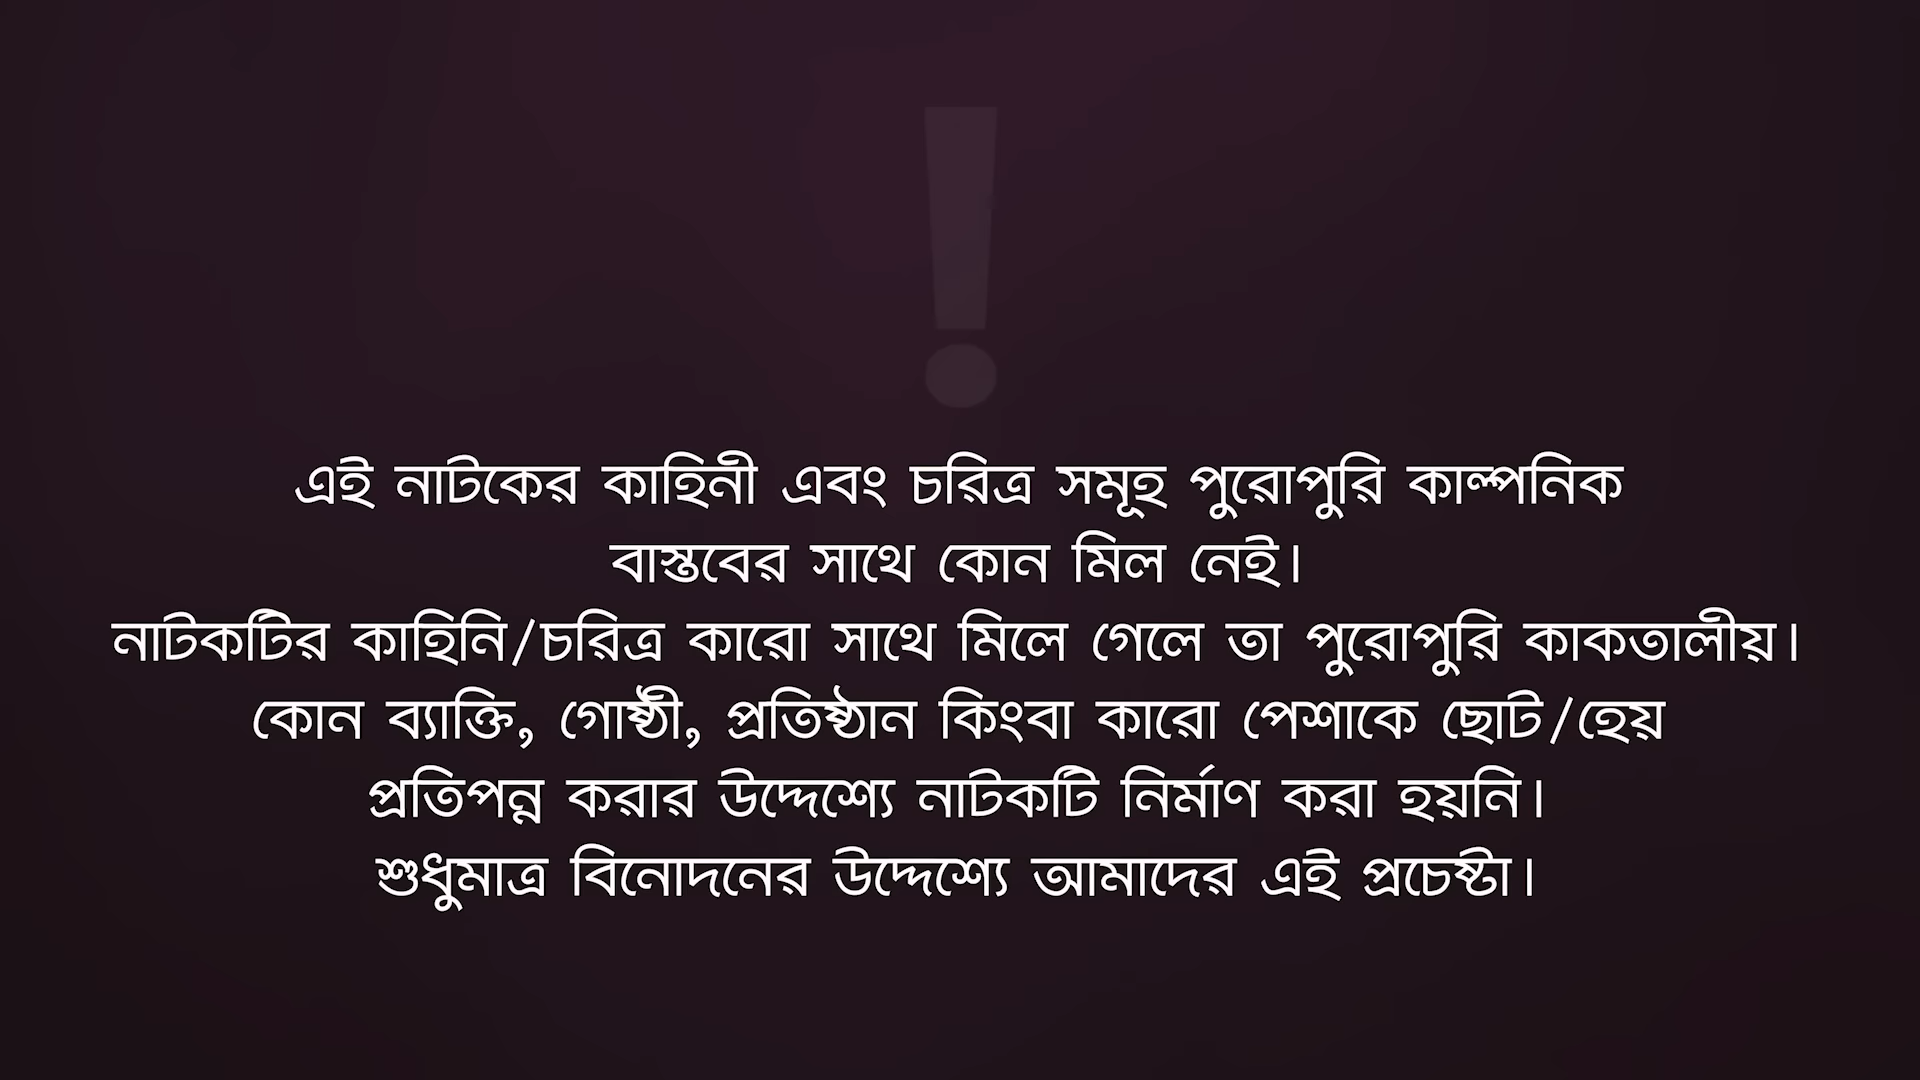 এই নাটকের কাহিনী এবং চরিত্র সমূহ পুরোপুরি কাল্পনিক
বাস্তবের সাথে কোন মিল নেই।
নাটকটির কাহিনি/চরিত্র কারো সাথে মিলে গেলে তা পুরোপুরি কাকতালীয়।
কোন ব্যাক্তি, গোষ্ঠী, প্রতিষ্ঠান কিংবা কারো পেশাকে ছোট/হেয়
প্রতিপন্ন করার উদ্দেশ্যে নাটকটি নির্মাণ করা হয়নি।
শুধুমাত্র বিনোদনের উদ্দেশ্যে আমাদের এই প্রচেষ্টা।